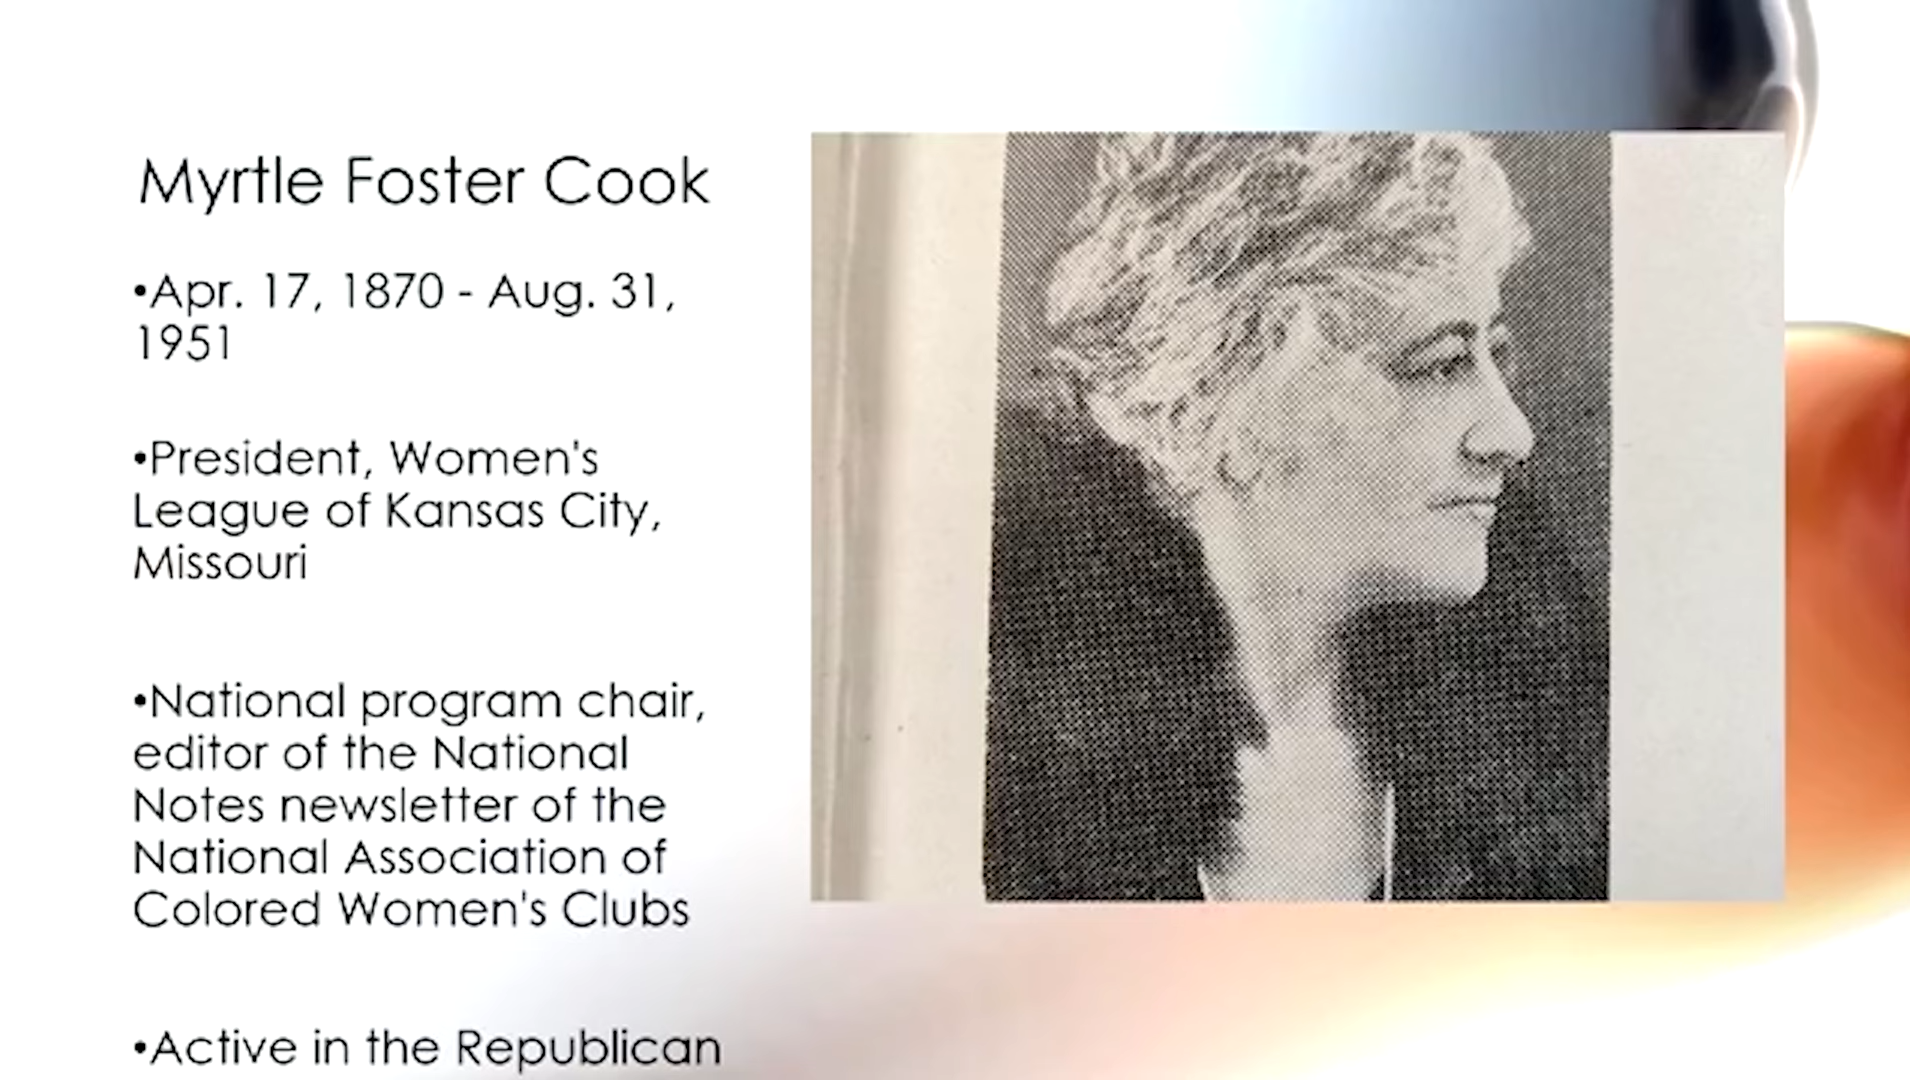 Myrtle Foster Cook
•Apr. 17, 1870 - Aug. 31,
1951
•President, Women's
League of Kansas City,
Missouri
•National program chair,
editor of the National
Notes newsletter of the
National Association of
Colored Women's Clubs
•Active in the Republican